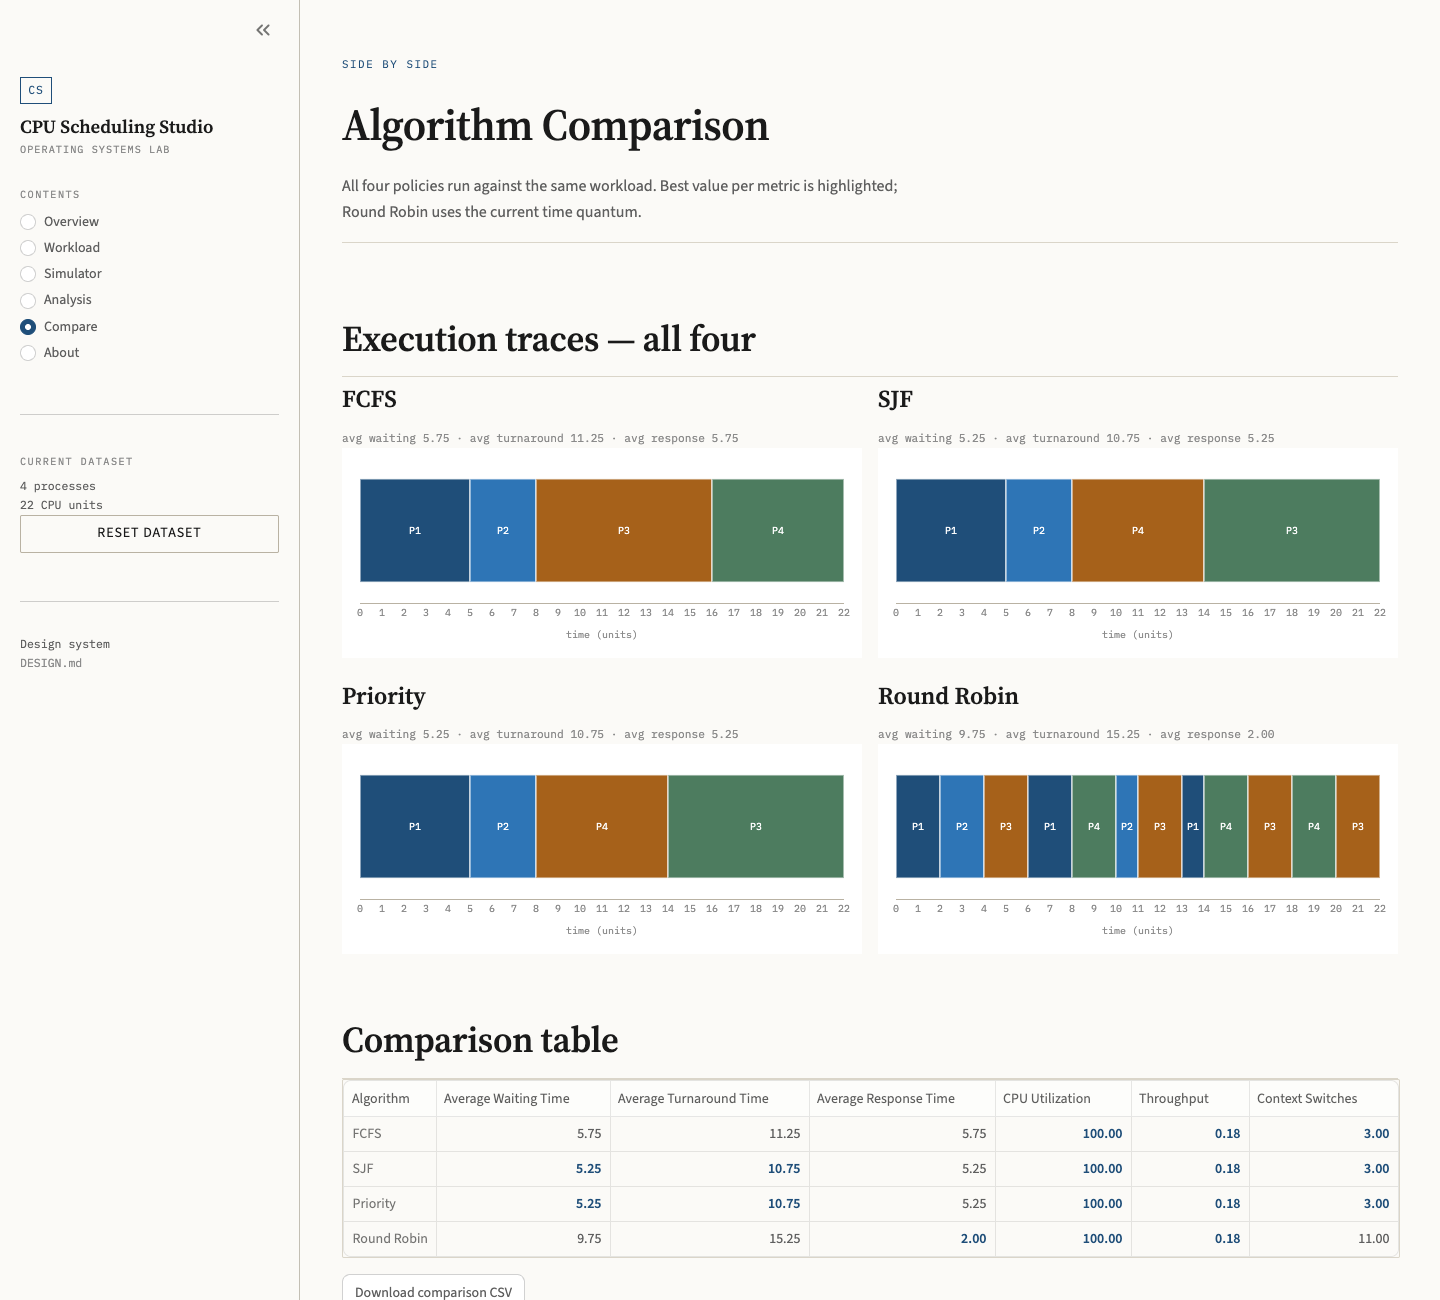 CS
CPU Scheduling Studio
OPERATING SYSTEMS LAB
CONTENTS
Overview
Workload
Simulator
Analysis
Compare
About
CURRENT DATASET
4 processes
22 CPU units
RESET DATASET
Design system
DESIGN.md
SIDE BY SIDE
Algorithm Comparison
All four policies run against the same workload. Best value per metric is highlighted;
Round Robin uses the current time quantum.
Execution traces — all four
FCFS
avg waiting 5.75 · avg turnaround 11.25 · avg response 5.75
P1 P2 P3 P4
0 1 2 3 4 5 6 7 8 9 10 11 12 13 14 15 16 17 18 19 20 21 22
time (units)
SJF
avg waiting 5.25 · avg turnaround 10.75 · avg response 5.25
P1 P2 P4 P3
0 1 2 3 4 5 6 7 8 9 10 11 12 13 14 15 16 17 18 19 20 21 22
time (units)
Priority
avg waiting 5.25 · avg turnaround 10.75 · avg response 5.25
P1 P2 P4 P3
0 1 2 3 4 5 6 7 8 9 10 11 12 13 14 15 16 17 18 19 20 21 22
time (units)
Round Robin
avg waiting 9.75 · avg turnaround 15.25 · avg response 2.00
P1 P2 P3 P1 P4 P2 P3 P1 P4 P3 P4 P3
0 1 2 3 4 5 6 7 8 9 10 11 12 13 14 15 16 17 18 19 20 21 22
time (units)
Comparison table
Algorithm Average Waiting Time Average Turnaround Time Average Response Time CPU Utilization Throughput Context Switches
FCFS 5.75 11.25 5.75 100.00 0.18 3.00
SJF 5.25 10.75 5.25 100.00 0.18 3.00
Priority 5.25 10.75 5.25 100.00 0.18 3.00
Round Robin 9.75 15.25 2.00 100.00 0.18 11.00
Download comparison CSV